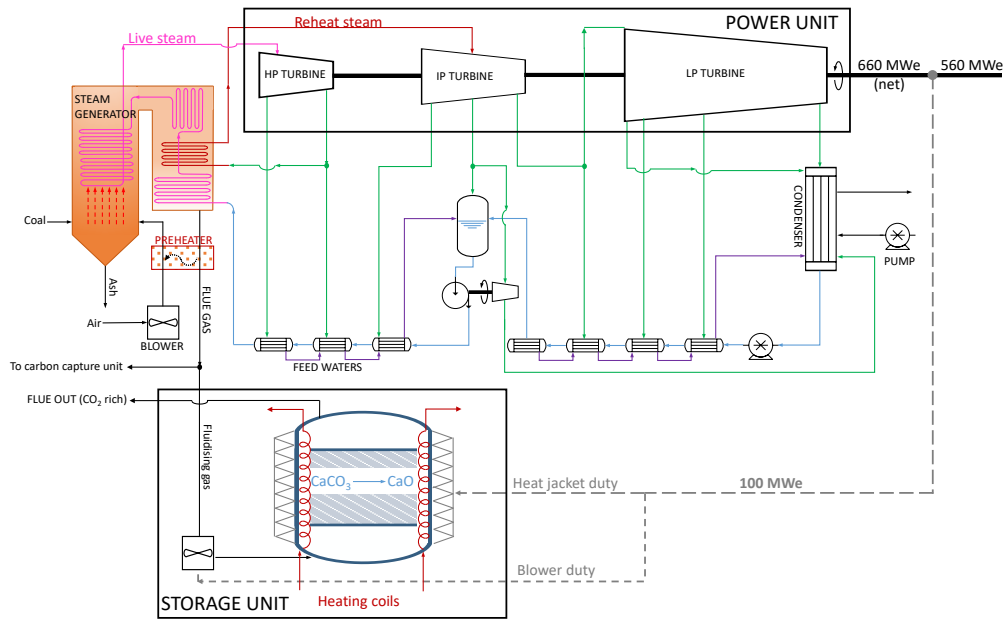 Reheat steam
POWER UNIT
Live steam
HP TURBINE
IP TURBINE
LP TURBINE
660 MWe
(net)
560 MWe
STEAM
GENERATOR
Coal
PREHEATER
CONDENSER
PUMP
Ash
FLUE GAS
Air
BLOWER
FEED WATERS
To carbon capture unit
FLUE OUT (CO₂ rich)
Fluidising gas
CaCO₃
CaO
Heat jacket duty
100 MWe
Blower duty
STORAGE UNIT
Heating coils